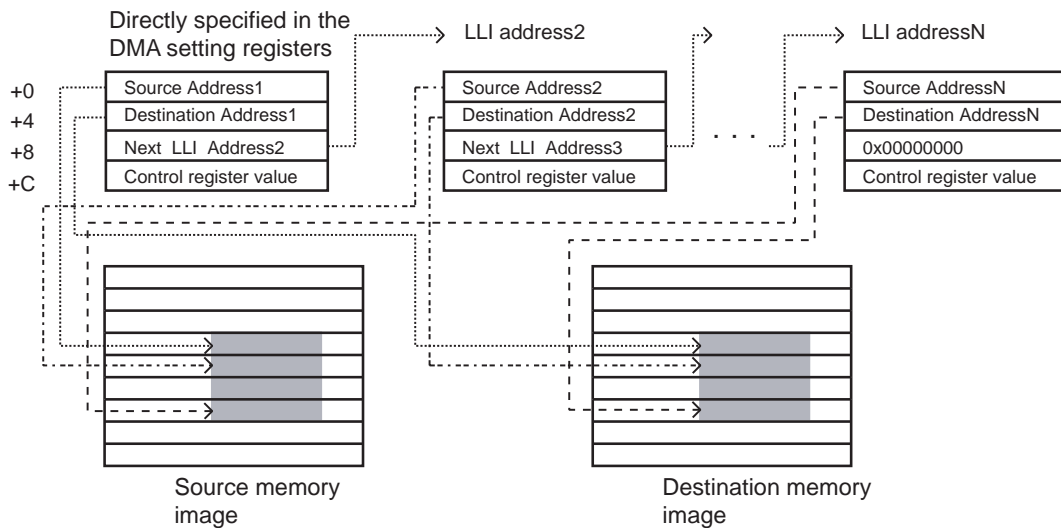 Directly specified in the
DMA setting registers
LLI address2
LLI addressN
+0
+4
+8
+C
Source Address1
Destination Address1
Next LLI Address2
Control register value
Source Address2
Destination Address2
Next LLI Address3
Control register value
. . .
Source AddressN
Destination AddressN
0x00000000
Control register value
Source memory
image
Destination memory
image